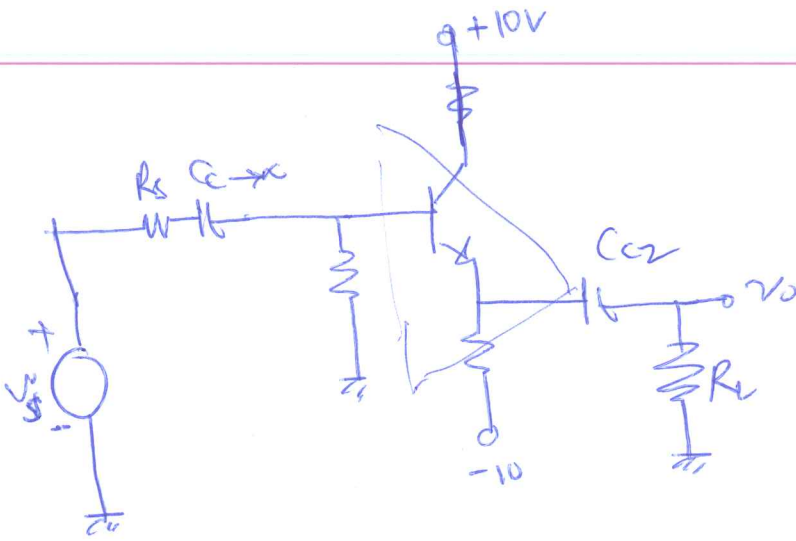 +10V
Rs Cc→∞
Cc2
vo
+
vs
-
RL
-10